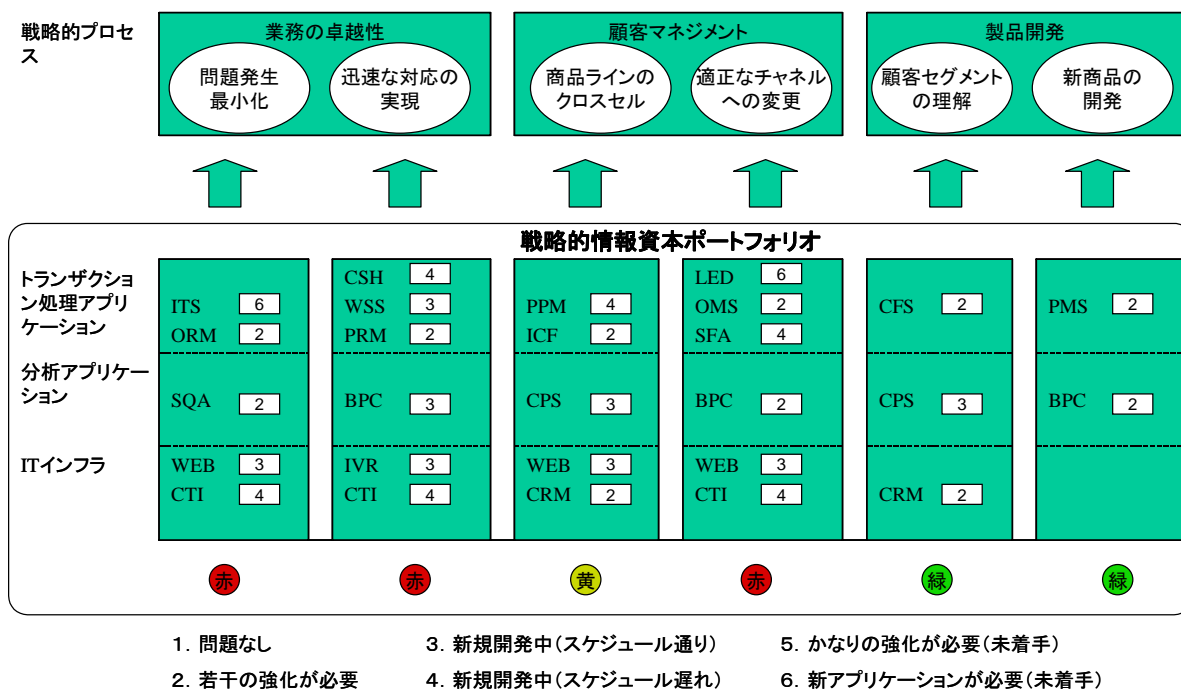 戦略的プロセ
ス
業務の卓越性
顧客マネジメント
製品開発
問題発生
最小化
迅速な対応の
実現
商品ラインの
クロスセル
適正なチャネル
への変更
顧客セグメント
の理解
新商品の
開発
戦略的情報資本ポートフォリオ
トランザクショ
ン処理アプリ
ケーション
ITS 6
ORM 2
CSH 4
WSS 3
PRM 2
PPM 4
ICF 2
LED 6
OMS 2
SFA 4
CFS 2
PMS 2
分析アプリケー
ション
SQA 2
BPC 3
CPS 3
BPC 2
CPS 3
BPC 2
ITインフラ
WEB 3
CTI 4
IVR 3
CTI 4
WEB 3
CRM 2
WEB 3
CTI 4
CRM 2
赤
赤
黄
赤
緑
緑
1. 問題なし
2. 若干の強化が必要
3. 新規開発中(スケジュール通り)
4. 新規開発中(スケジュール遅れ)
5. かなりの強化が必要(未着手)
6. 新アプリケーションが必要(未着手)